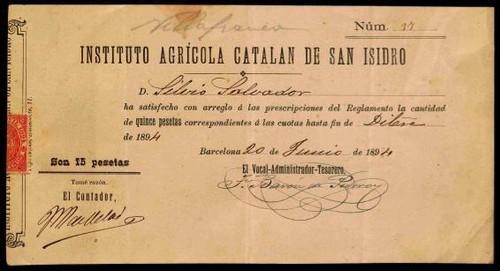 Villafranca
Núm. 17
INSTITUTO AGRÍCOLA CATALAN DE SAN ISIDRO
D. Silvio Salvador
ha satisfecho con arreglo á las prescripciones del Reglamento la cantidad
de quince pesetas correspondientes á las cuotas hasta fin de Dibre
de 1894
Barcelona 20 de Junio de 1894
Son 15 pesetas
El Vocal-Administrador-Tesorero,
Tomé razón.
El Contador,